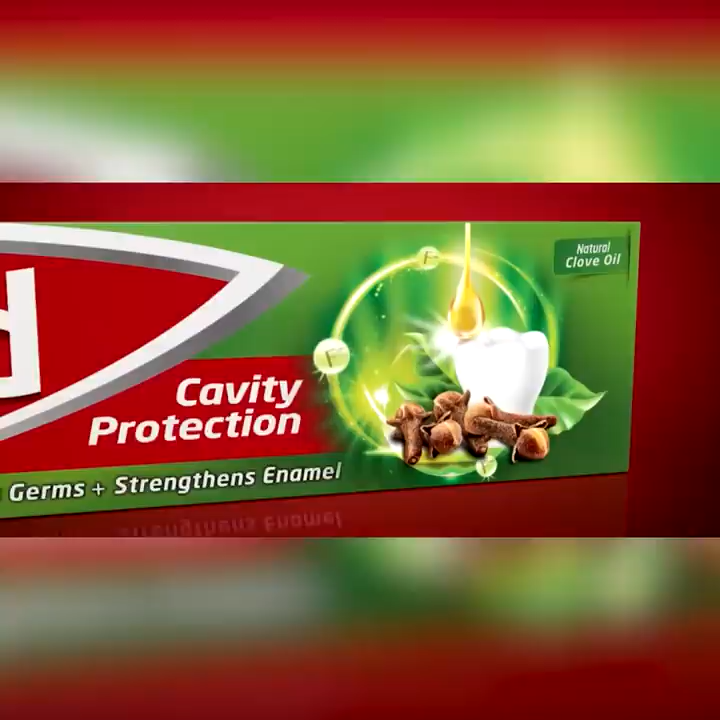 Natural
Clove Oil
F
F
d
Cavity
Protection
Germs + Strengthens Enamel